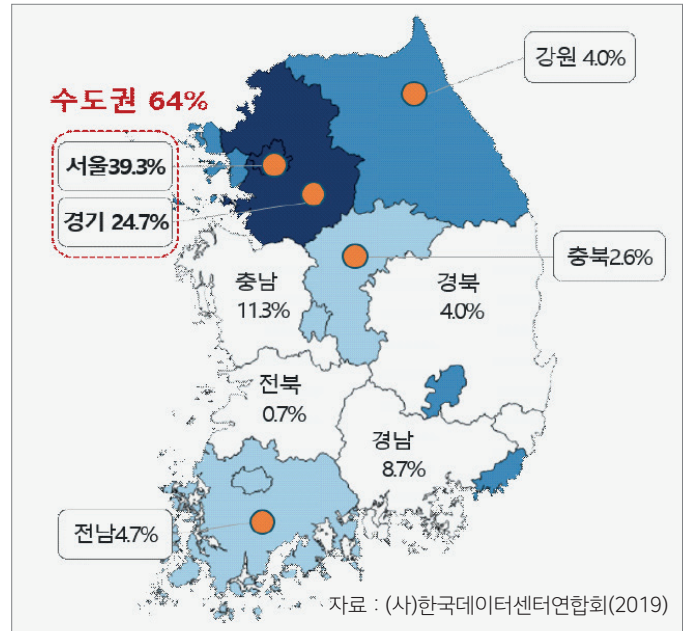 강원 4.0%
수도권 64%
서울39.3%
경기 24.7%
충북2.6%
충남
11.3%
경북
4.0%
전북
0.7%
경남
8.7%
전남4.7%
자료 : (사)한국데이터센터연합회(2019)